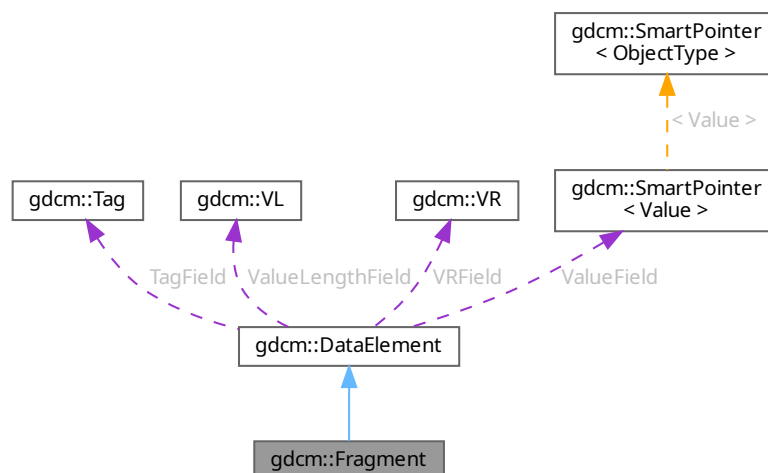 gdcm::SmartPointer
< ObjectType >
< Value >
gdcm::Tag
gdcm::VL
gdcm::VR
gdcm::SmartPointer
< Value >
TagField
ValueLengthField
VRField
ValueField
gdcm::DataElement
gdcm::Fragment